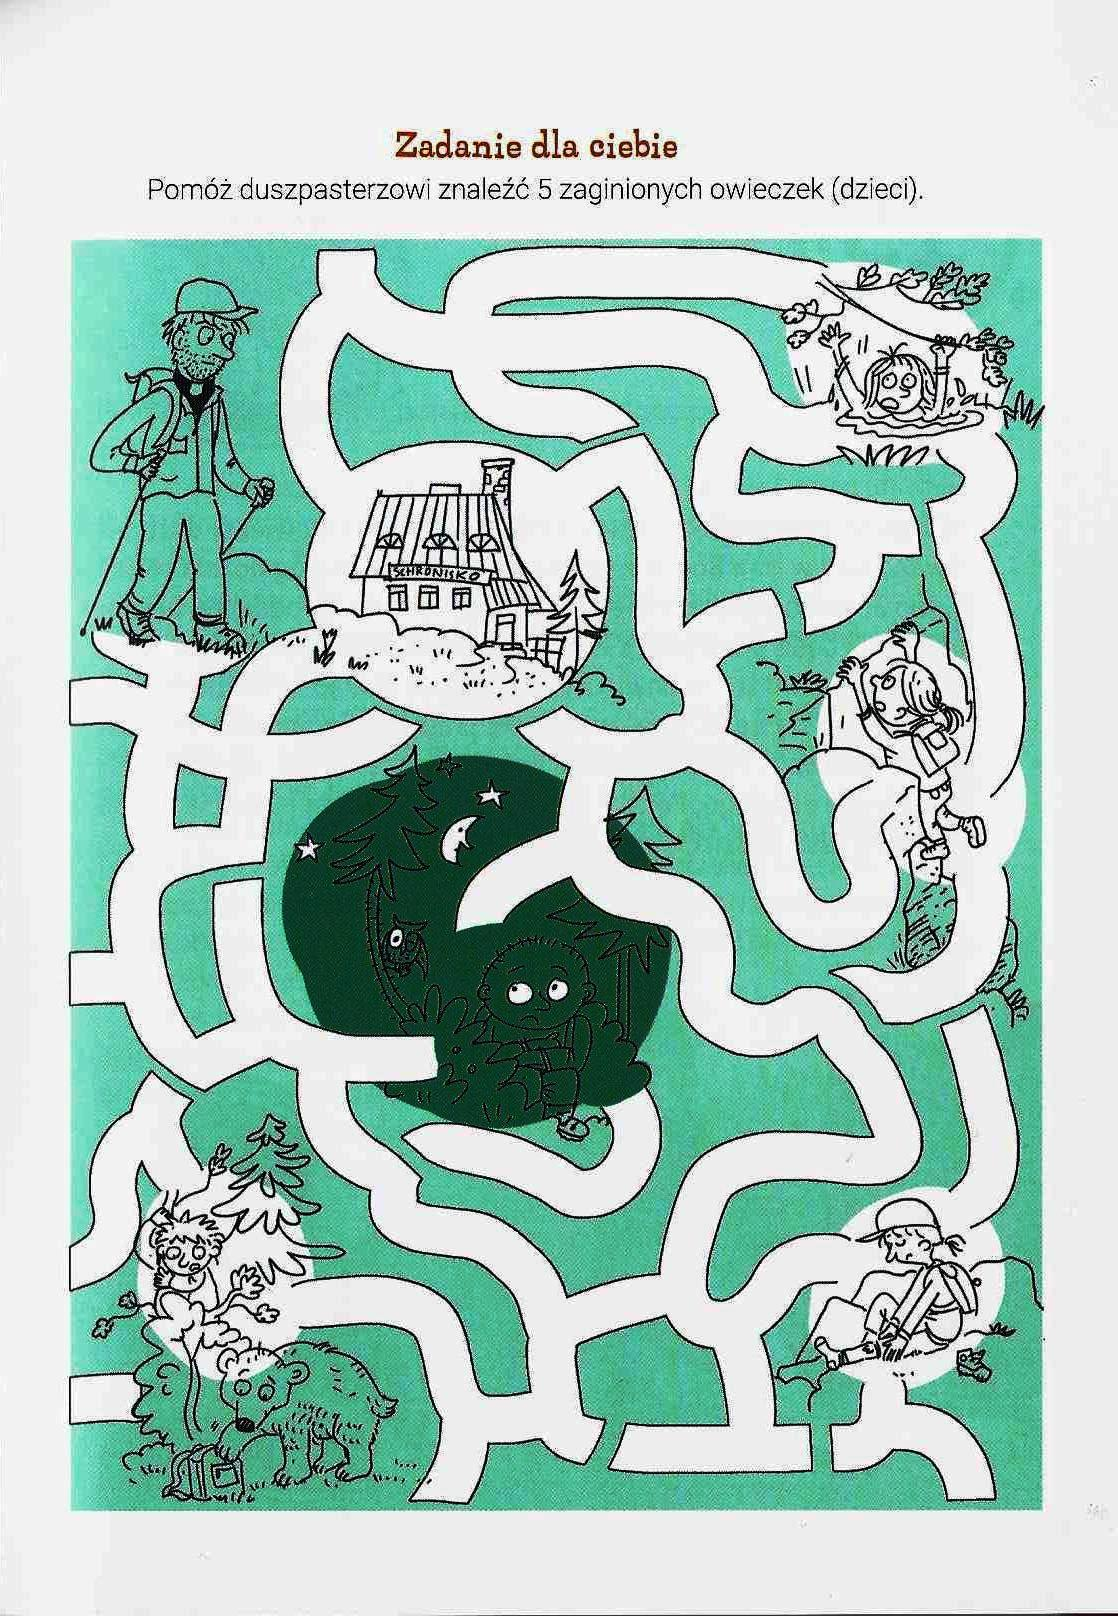 Zadanie dla ciebie
Pomóż duszpasterzowi znaleźć 5 zaginionych owieczek (dzieci).
SCHRONISKO